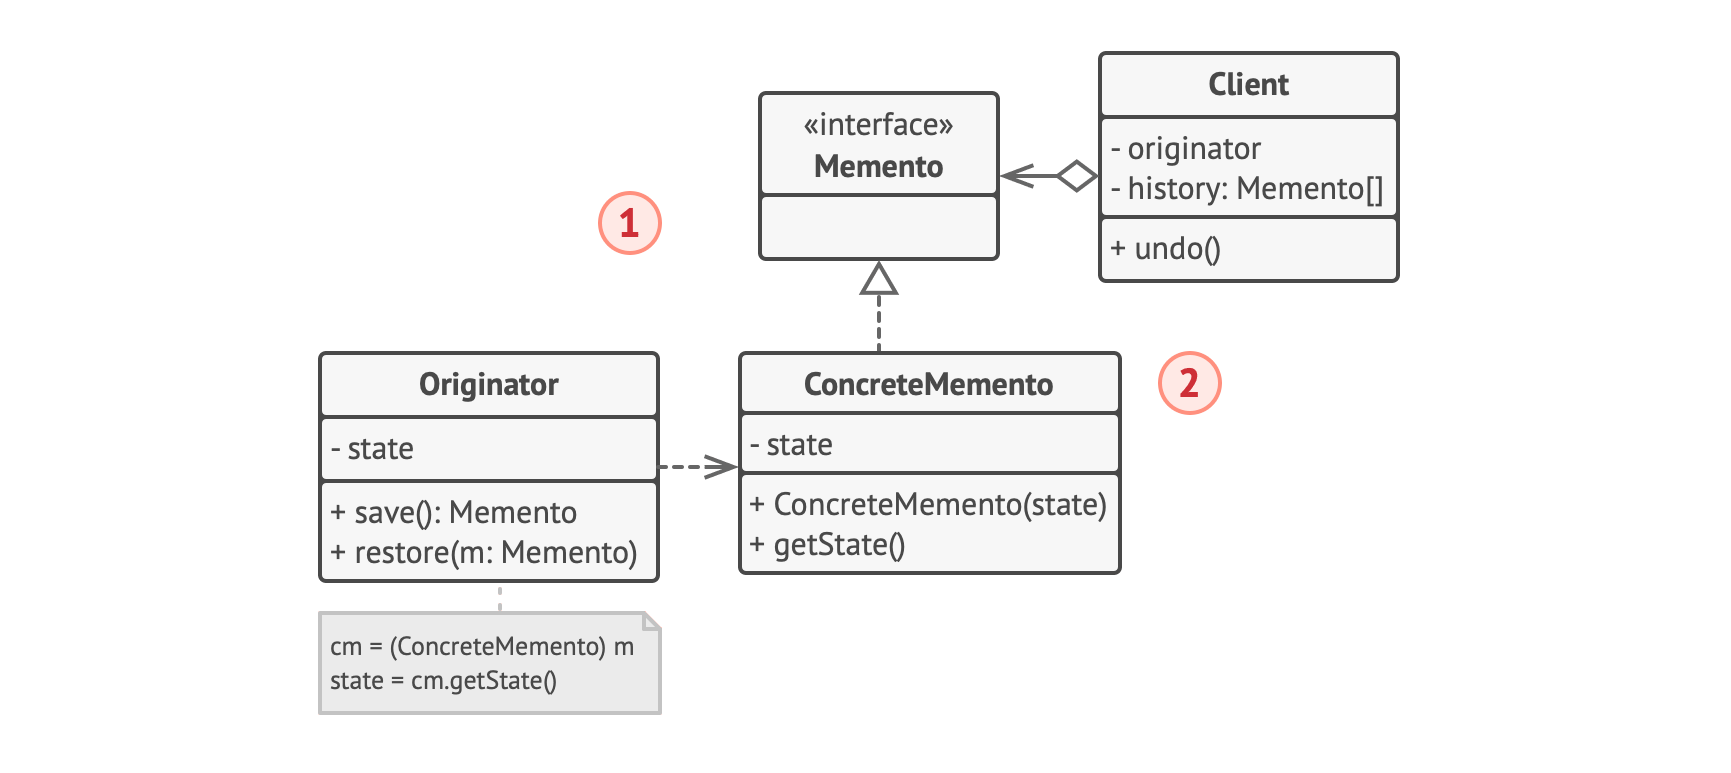 «interface»
Memento
Client
- originator
- history: Memento[]
+ undo()
1
Originator
- state
+ save(): Memento
+ restore(m: Memento)
ConcreteMemento
- state
+ ConcreteMemento(state)
+ getState()
2
cm = (ConcreteMemento) m
state = cm.getState()